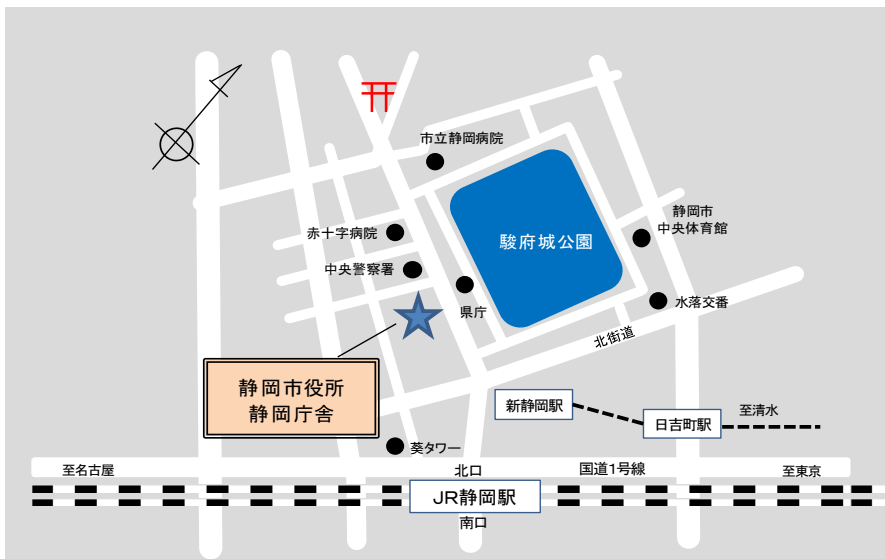 市立静岡病院
静岡市
中央体育館
赤十字病院
駿府城公園
中央警察署
県庁
水落交番
北街道
静岡市役所
静岡庁舎
新静岡駅
日吉町駅
至清水
葵タワー
至名古屋
北口
国道1号線
至東京
JR静岡駅
南口